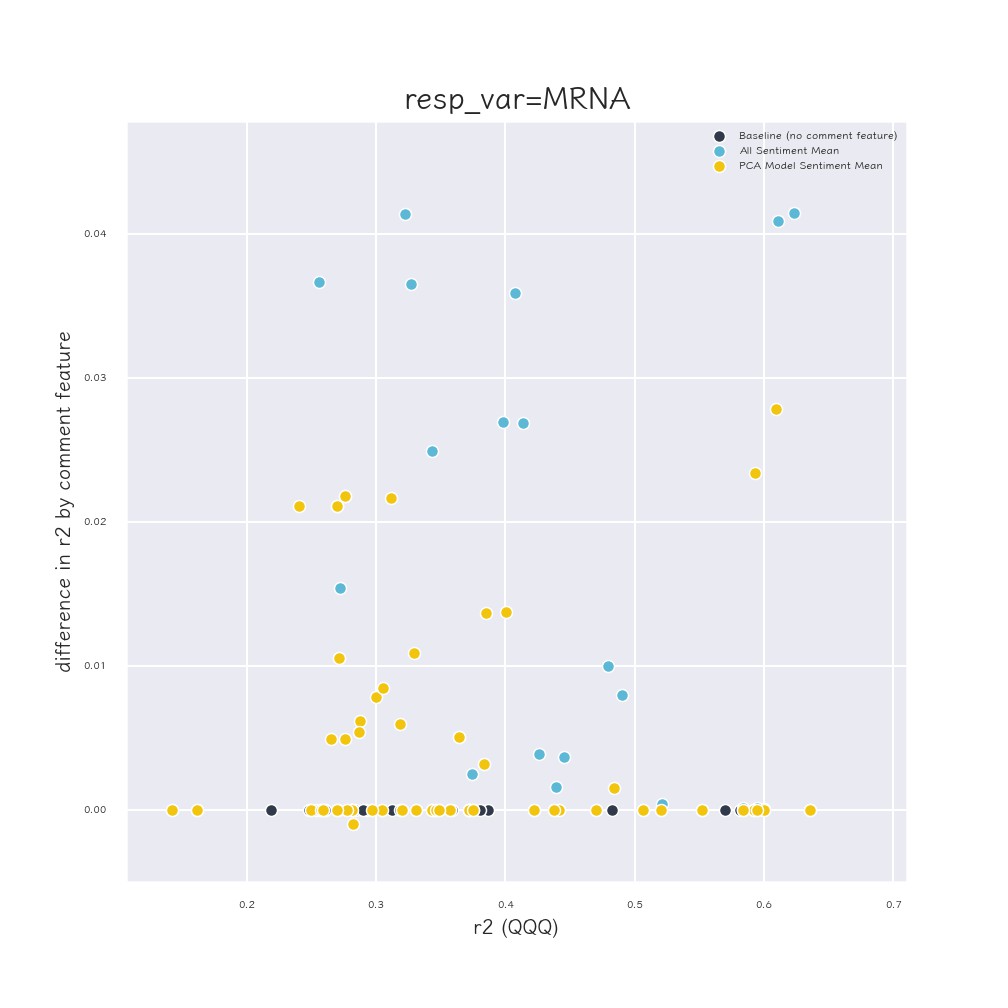 resp_var=MRNA
Baseline (no comment feature)
All Sentiment Mean
PCA Model Sentiment Mean
difference in r2 by comment feature
0.04
0.03
0.02
0.01
0.00
0.2 0.3 0.4 0.5 0.6 0.7
r2 (QQQ)